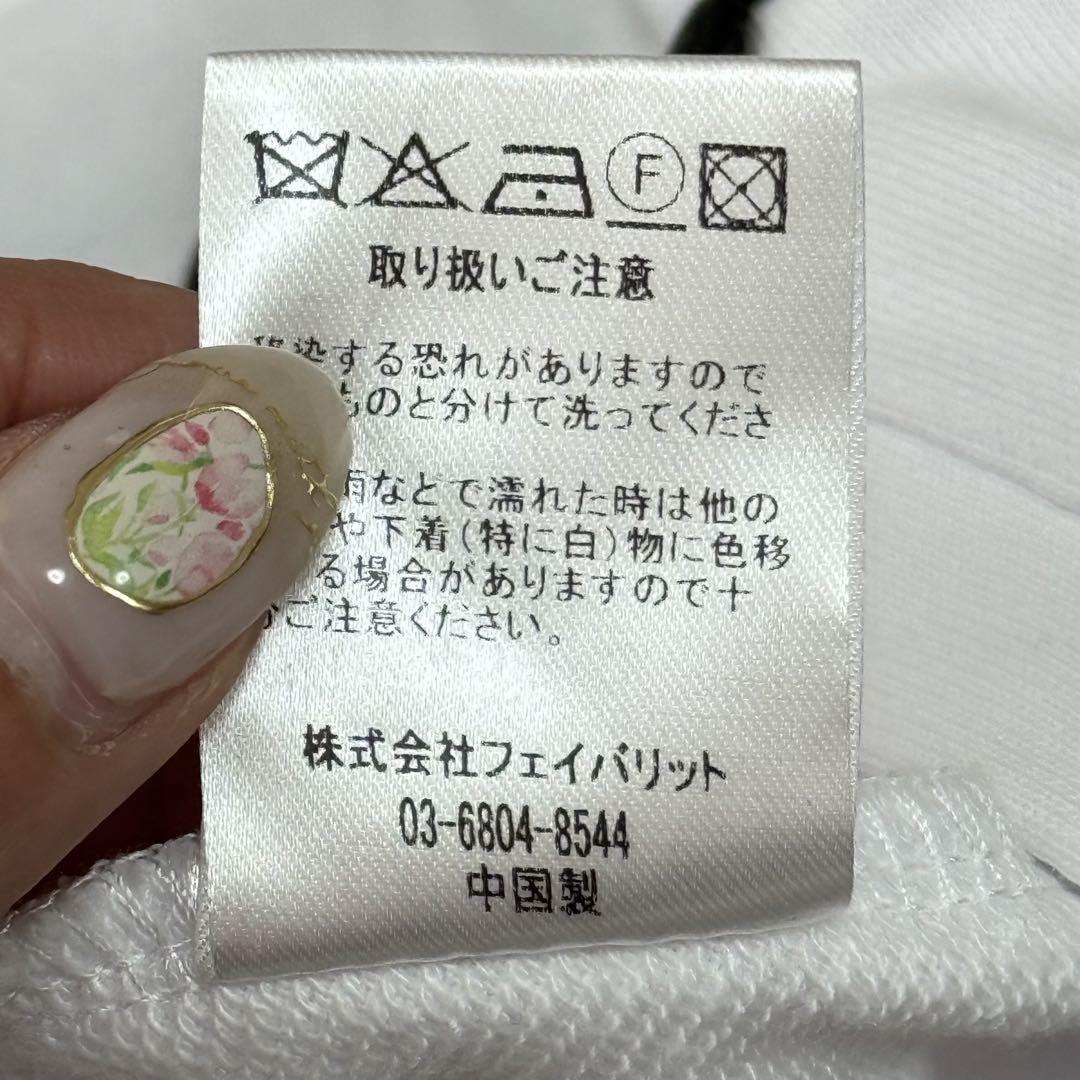 F
取り扱いご注意
染する恐れがありますので
ものと分けて洗ってくださ
雨などで濡れた時は他の
や下着(特に白)物に色移
る場合がありますので十
ご注意ください。
株式会社フェイバリット
03-6804-8544
中国製